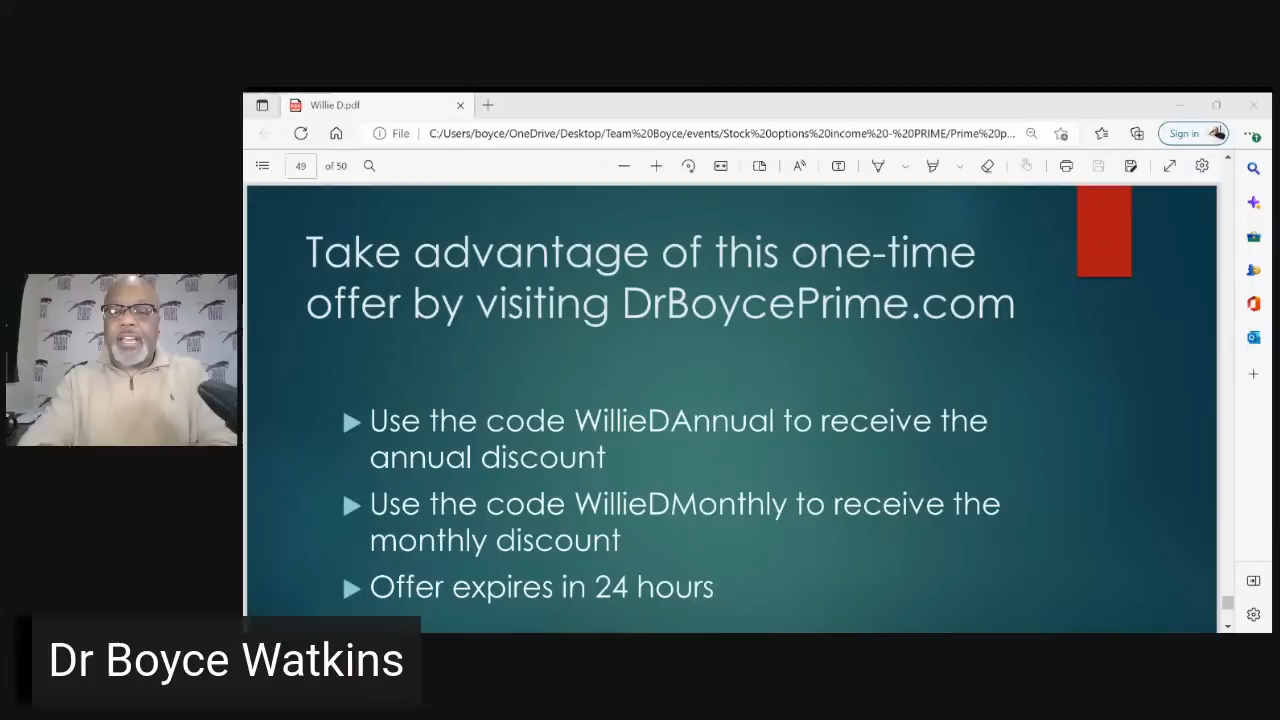 Willie D.pdf
File
C:/Users/boyce/OneDrive/Desktop/Team%20Boyce/events/Stock%20options%20income%20-%20PRIME/Prime%20p...
Sign in
49 of 50
Take advantage of this one-time
offer by visiting DrBoycePrime.com
Use the code WillieDAnnual to receive the
annual discount
Use the code WillieDMonthly to receive the
monthly discount
Offer expires in 24 hours
Dr Boyce Watkins